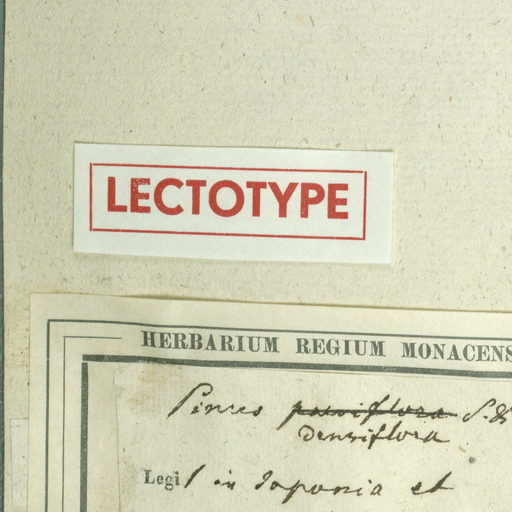 LECTOTYPE
HERBARIUM REGIUM MONACENS
Pinus parviflora S. &
densiflora
Legi in Japonia et